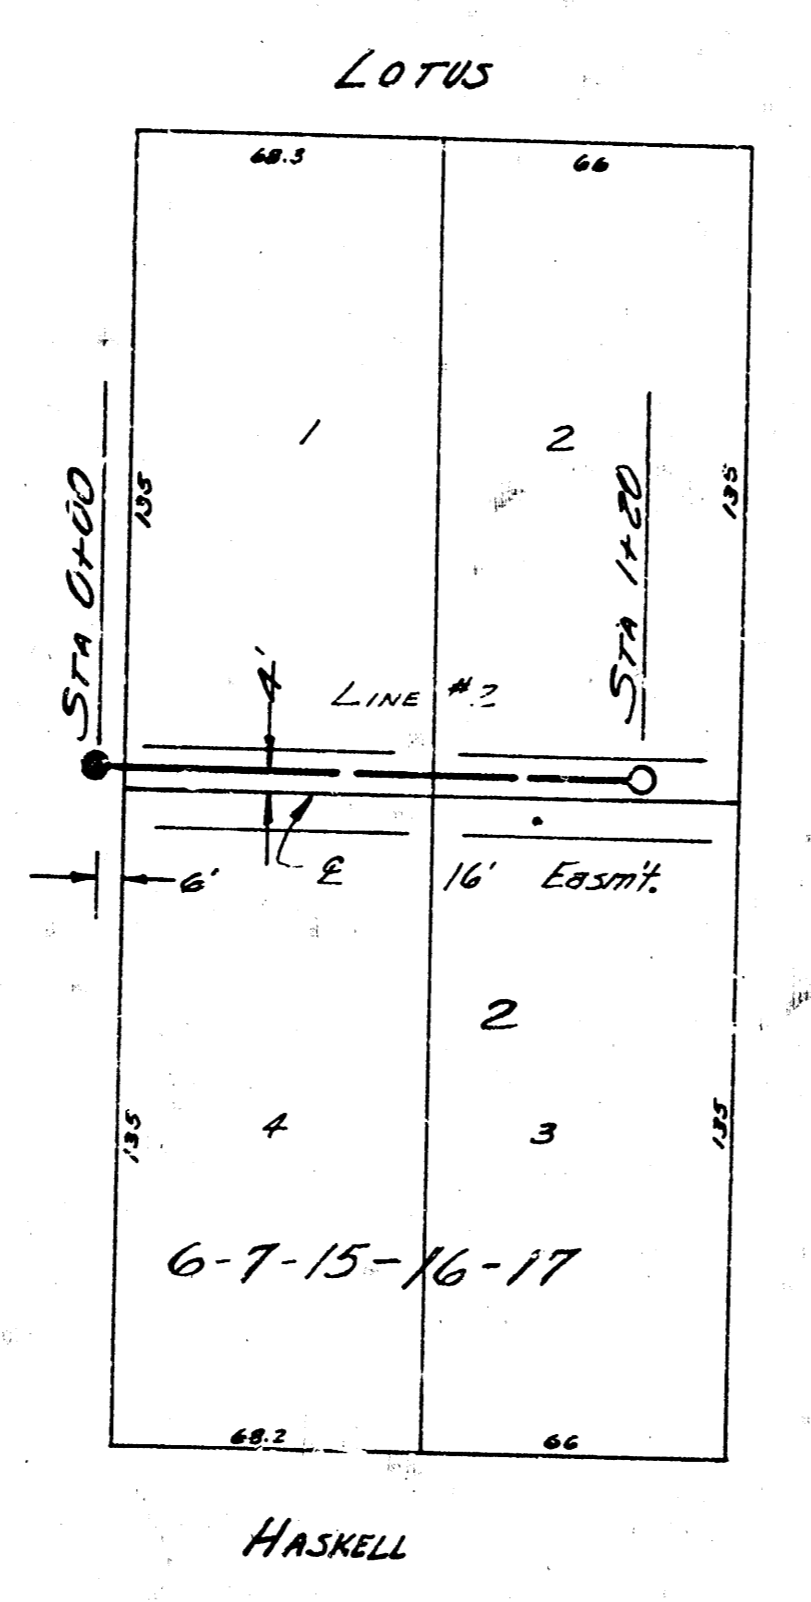 LOTUS
68.3
66
1
2
135
135
STA 0+00
STA 1+20
4'
LINE #2
6'
℄
16' Easm't.
2
4
3
135
135
6-7-15-16-17
68.2
66
HASKELL